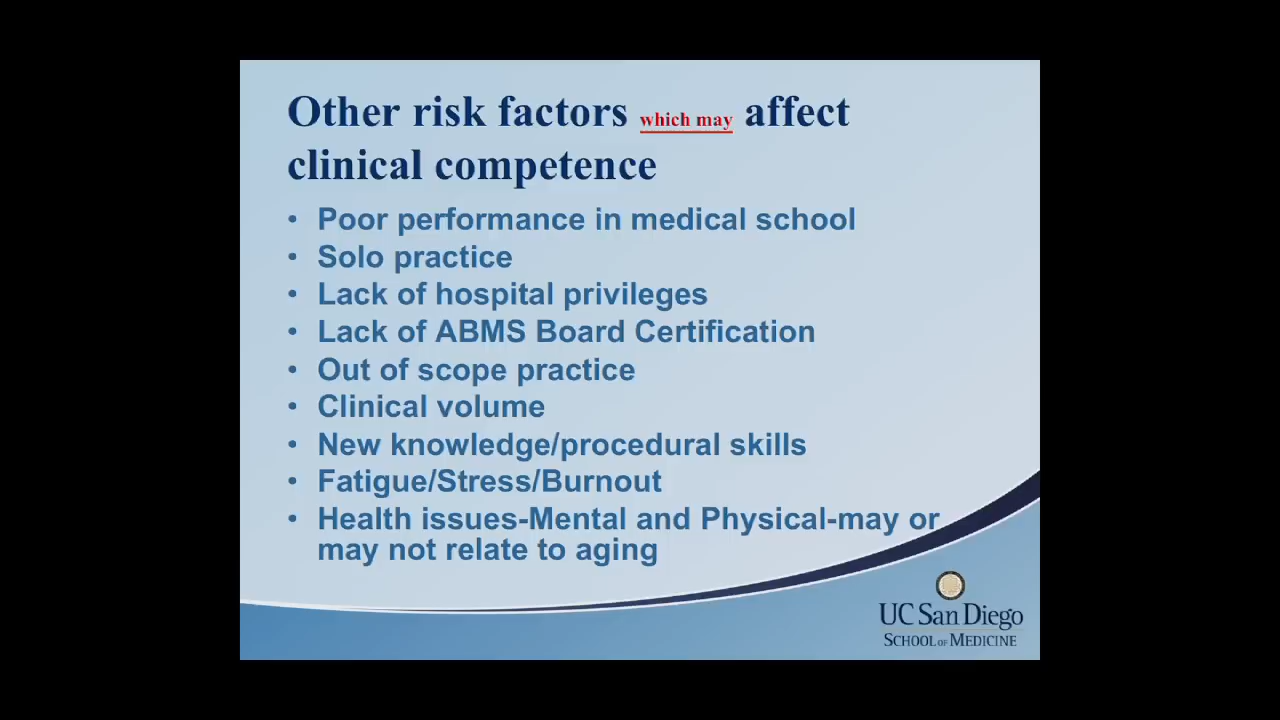 Other risk factors which may affect
clinical competence
• Poor performance in medical school
• Solo practice
• Lack of hospital privileges
• Lack of ABMS Board Certification
• Out of scope practice
• Clinical volume
• New knowledge/procedural skills
• Fatigue/Stress/Burnout
• Health issues-Mental and Physical-may or
may not relate to aging
UC San Diego
SCHOOL OF MEDICINE